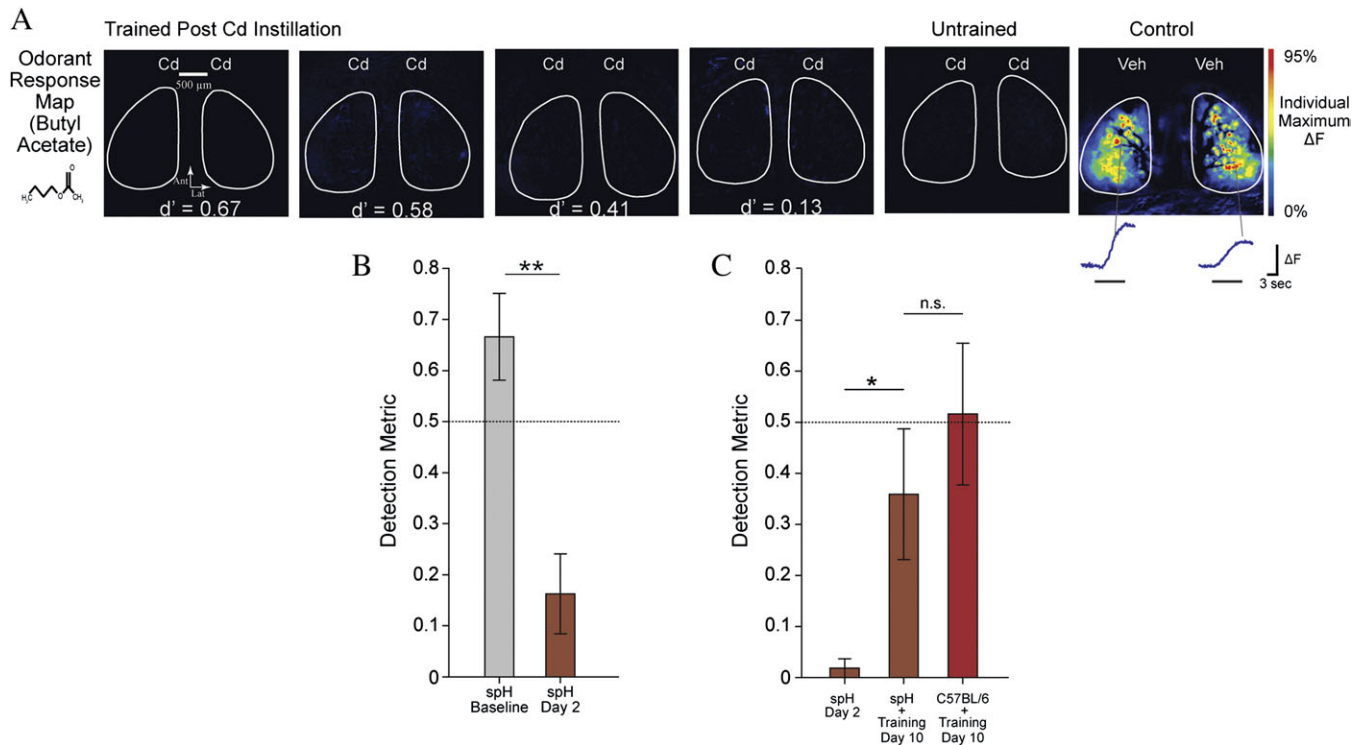 A
Trained Post Cd Instillation
Untrained
Control
Odorant
Response
Map
(Butyl
Acetate)
O
H₃C
O
CH₃
Cd Cd
500 µm
Ant
Lat
d' = 0.67
Cd Cd
d' = 0.58
Cd Cd
d' = 0.41
Cd Cd
d' = 0.13
Cd Cd
Veh Veh
95%
Individual
Maximum
ΔF
0%
ΔF
3 sec
B
0.8
0.7
0.6
0.5
0.4
0.3
0.2
0.1
0
Detection Metric
**
spH
Baseline
spH
Day 2
C
0.8
0.7
0.6
0.5
0.4
0.3
0.2
0.1
0
Detection Metric
*
n.s.
spH
Day 2
spH
+
Training
Day 10
C57BL/6
+
Training
Day 10